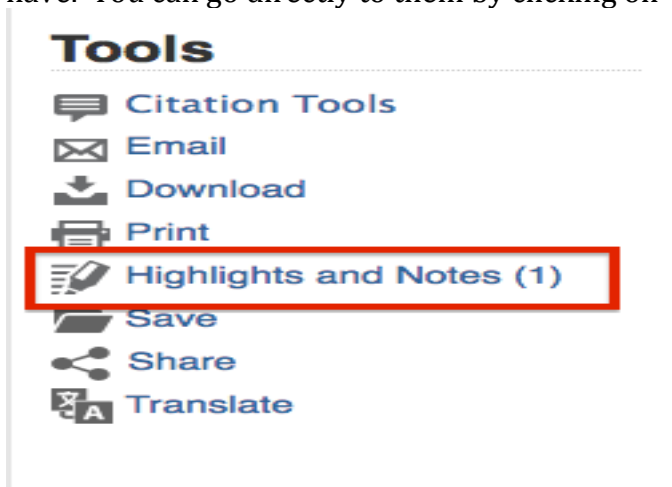 have. You can go directly to them by clicking on
Tools
Citation Tools
Email
Download
Print
Highlights and Notes (1)
Save
Share
Translate